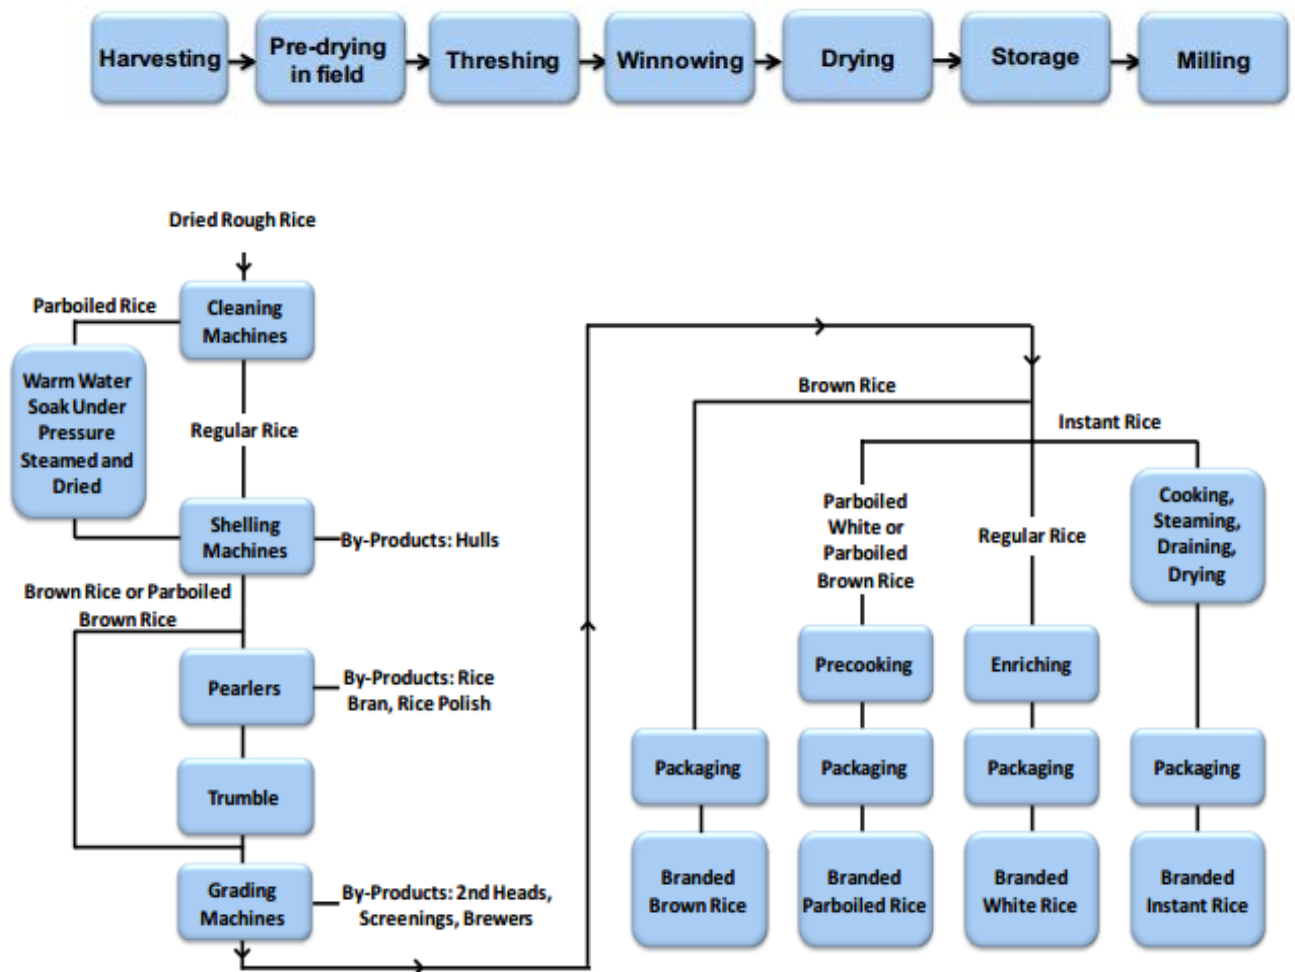 Harvesting
Pre-drying
in field
Threshing
Winnowing
Drying
Storage
Milling
Dried Rough Rice
Parboiled Rice
Cleaning
Machines
Warm Water
Soak Under
Pressure
Steamed and
Dried
Regular Rice
Shelling
Machines
By-Products: Hulls
Brown Rice or Parboiled
Brown Rice
Pearlers
By-Products: Rice
Bran, Rice Polish
Trumble
Grading
Machines
By-Products: 2nd Heads,
Screenings, Brewers
Brown Rice
Instant Rice
Parboiled
White or
Parboiled
Brown Rice
Regular Rice
Cooking,
Steaming,
Draining,
Drying
Precooking
Enriching
Packaging
Packaging
Packaging
Packaging
Branded
Brown Rice
Branded
Parboiled Rice
Branded
White Rice
Branded
Instant Rice